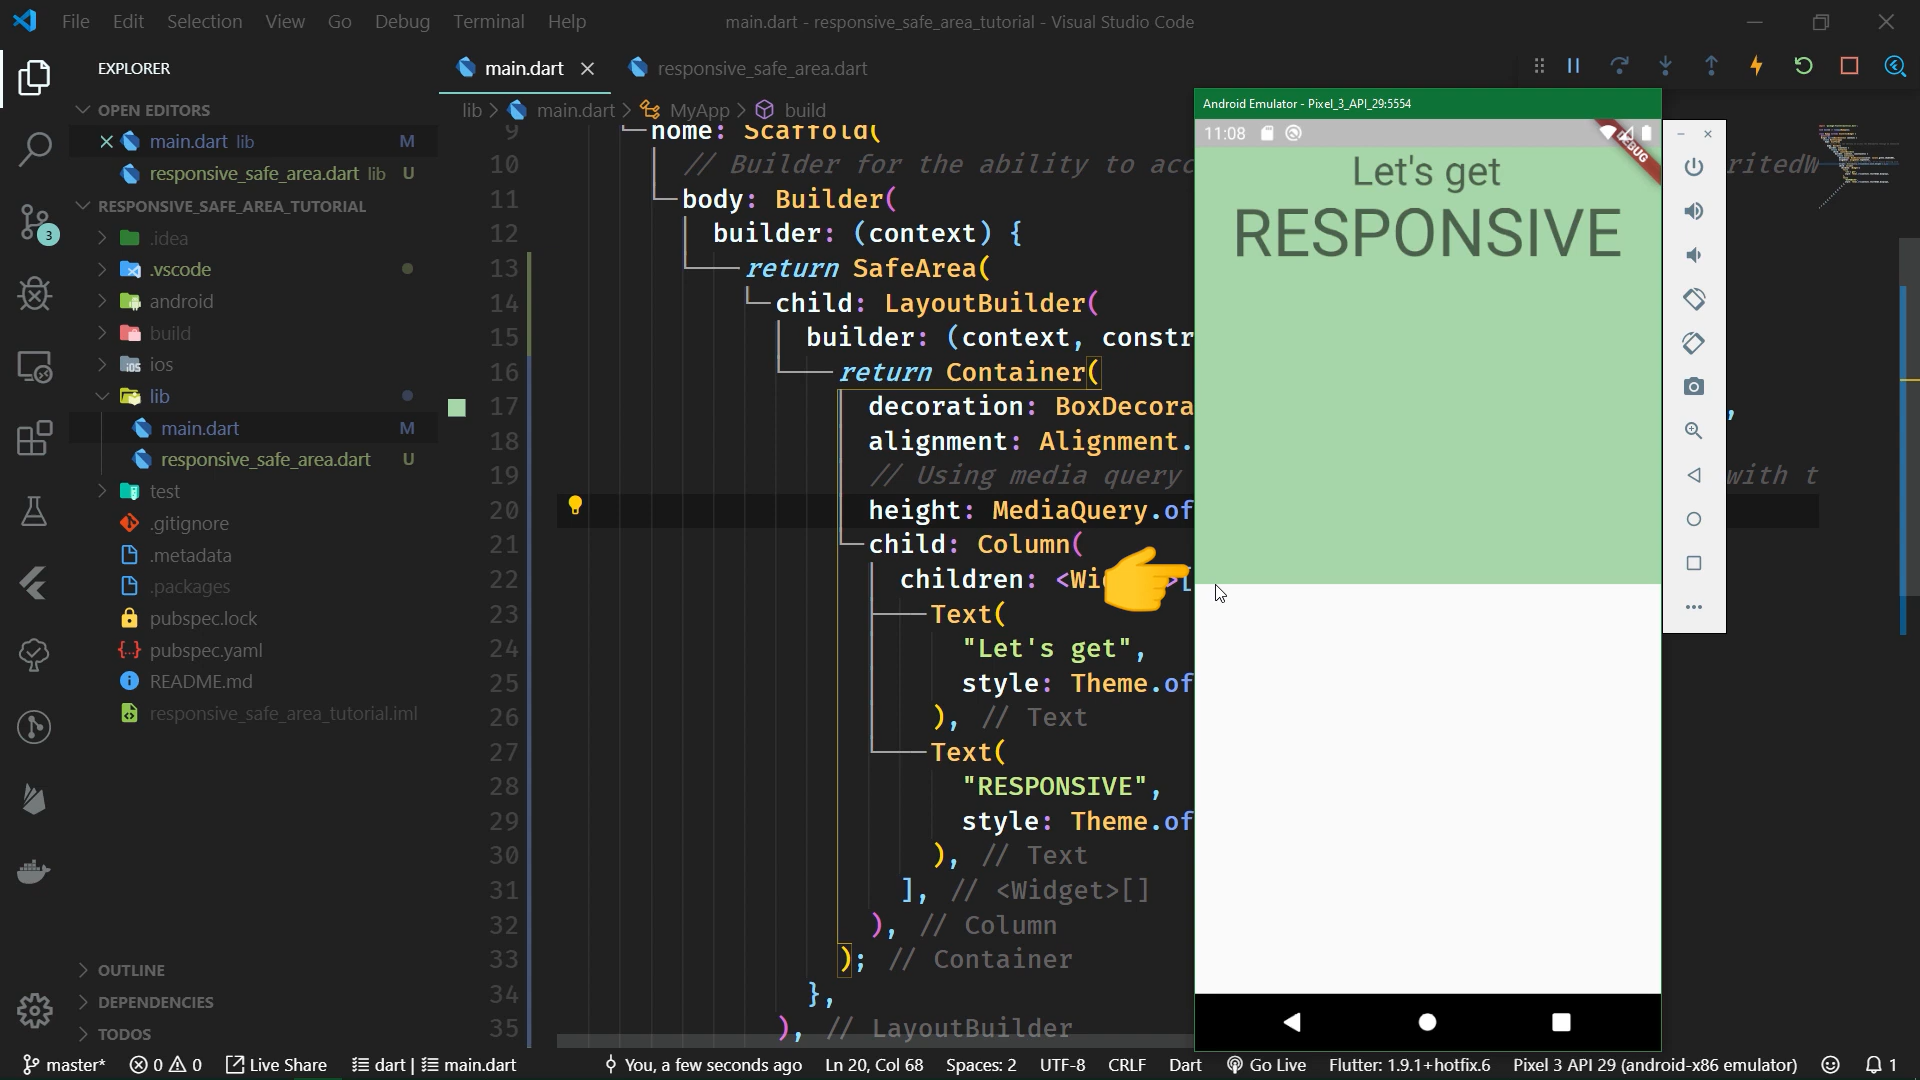 File Edit Selection View Go Debug Terminal Help
main.dart - responsive_safe_area_tutorial - Visual Studio Code
EXPLORER
OPEN EDITORS
main.dart lib M
responsive_safe_area.dart lib U
RESPONSIVE_SAFE_AREA_TUTORIAL
.idea
.vscode
android
build
ios
lib
main.dart M
responsive_safe_area.dart U
test
.gitignore
.metadata
.packages
pubspec.lock
pubspec.yaml
README.md
responsive_safe_area_tutorial.iml
OUTLINE
DEPENDENCIES
TODOS
3
main.dart
responsive_safe_area.dart
lib > main.dart > MyApp > build
9 home: Scaffold(
10 // Builder for the ability to acc
ritedW
11 body: Builder(
12 builder: (context) {
13 return SafeArea(
14 child: LayoutBuilder(
15 builder: (context, constr
16 return Container(
17 decoration: BoxDecora
,
18 alignment: Alignment.
19 // Using media query
with t
20 height: MediaQuery.of
21 child: Column(
22 children: <Wi >[
23 Text(
24 "Let's get",
25 style: Theme.of
26 ), // Text
27 Text(
28 "RESPONSIVE",
29 style: Theme.of
30 ), // Text
31 ], // <Widget>[]
32 ), // Column
33 ); // Container
34 },
35 ), // LayoutBuilder
Android Emulator - Pixel_3_API_29:5554
11:08
DEBUG
Let's get
RESPONSIVE
master* 0 0 Live Share dart | main.dart You, a few seconds ago Ln 20, Col 68 Spaces: 2 UTF-8 CRLF Dart Go Live Flutter: 1.9.1+hotfix.6 Pixel 3 API 29 (android-x86 emulator) 1